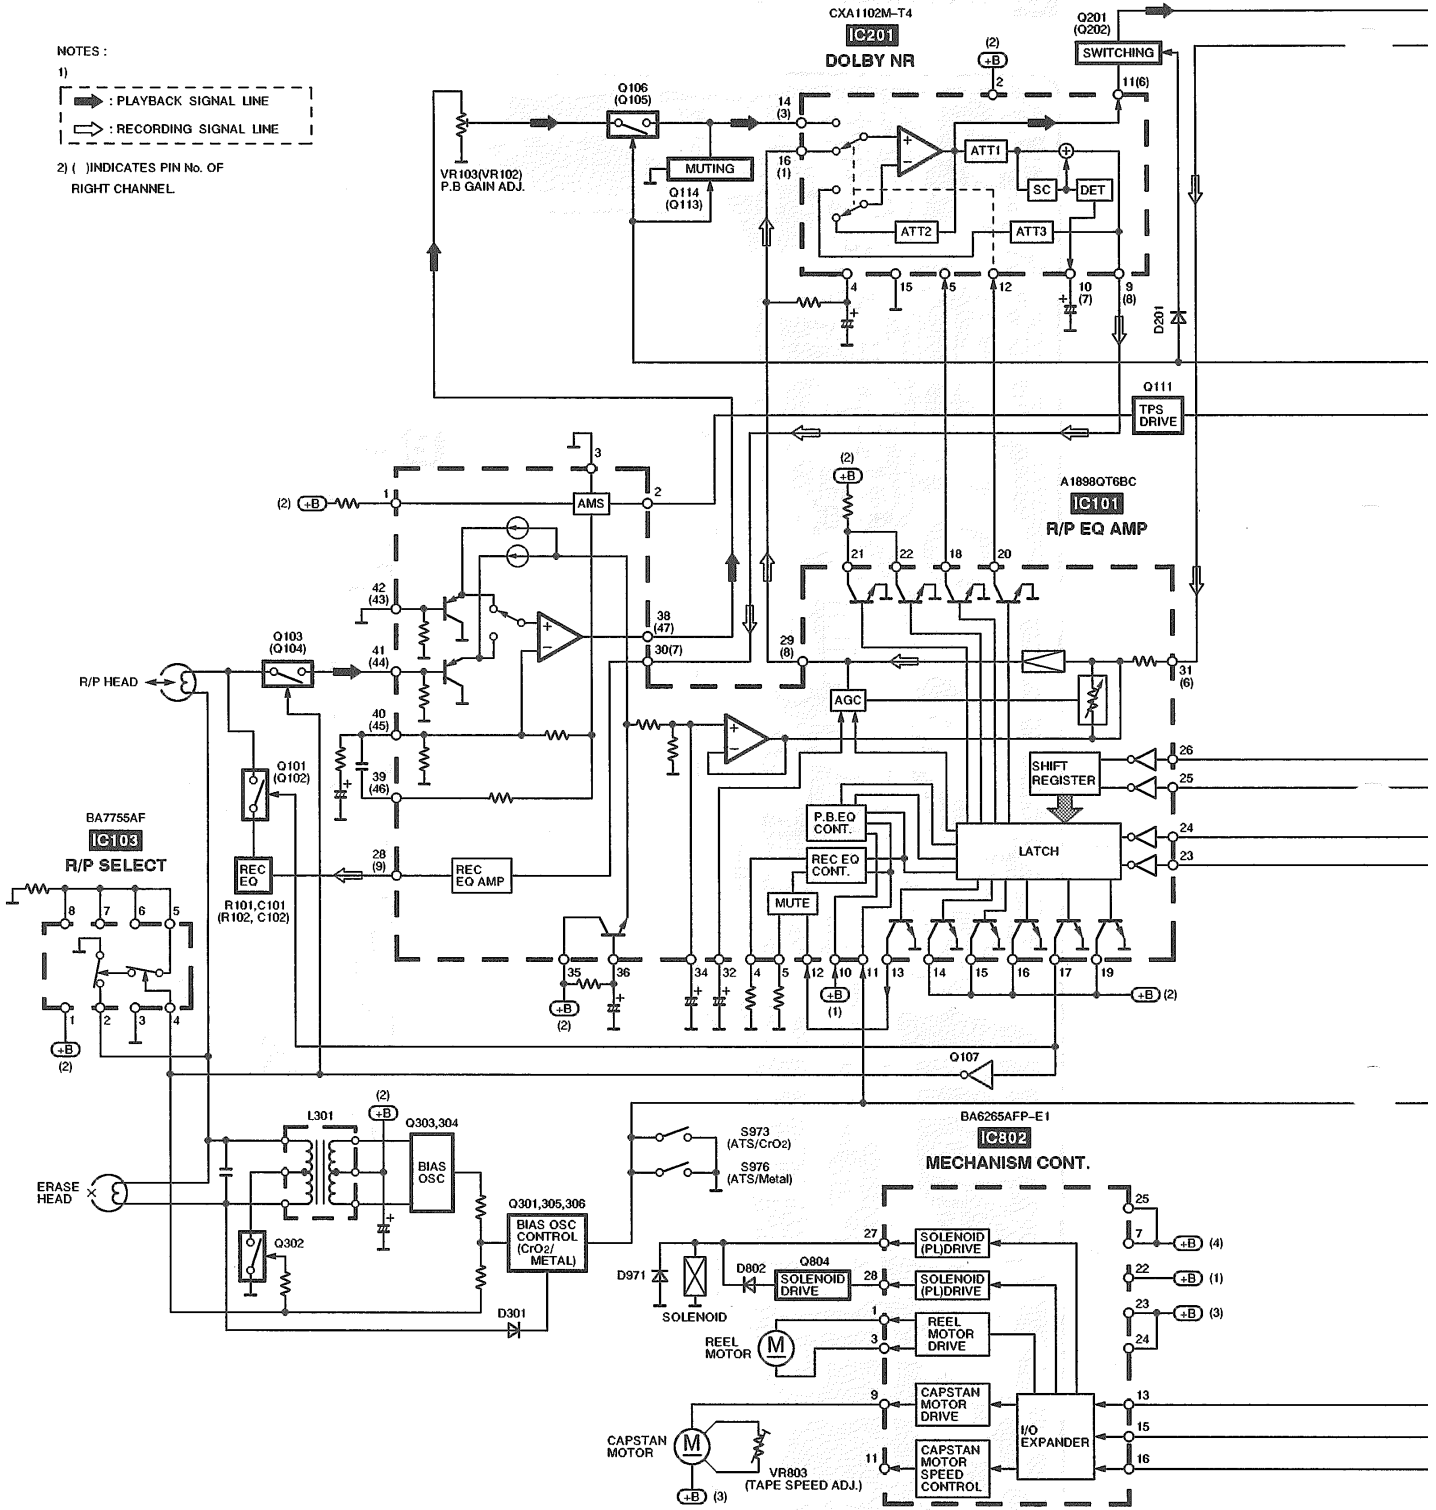 NOTES :
1)
: PLAYBACK SIGNAL LINE
: RECORDING SIGNAL LINE
2) ( )INDICATES PIN No. OF
RIGHT CHANNEL.
CXA1102M-T4
IC201
DOLBY NR
(2)
+B
2
Q201
(Q202)
SWITCHING
11(6)
Q106
(Q105)
14
(3)
16
(1)
VR103(VR102)
P.B GAIN ADJ.
MUTING
Q114
(Q113)
+
−
ATT1
+
SC
DET
ATT2
ATT3
4
15
5
12
10
(7)
9
(8)
+
+
D201
Q111
TPS
DRIVE
3
(2)
+B
1
AMS
2
(2)
+B
A1898QT6BC
IC101
R/P EQ AMP
21
22
18
20
42
(43)
+
−
38
(47)
30(7)
29
(8)
31
(6)
Q103
(Q104)
41
(44)
R/P HEAD
AGC
40
(45)
+
−
Q101
(Q102)
+
39
(46)
SHIFT
REGISTER
26
25
BA7755AF
IC103
R/P SELECT
P.B.EQ
CONT.
LATCH
24
23
REC
EQ
28
(9)
REC
EQ AMP
REC EQ
CONT.
MUTE
R101,C101
(R102, C102)
8
7
6
5
35
36
34
32
4
5
12
10
11
13
14
15
16
17
19
+B
(2)
+
+
+
+B
(1)
+B
(2)
1
2
3
4
+B
(2)
Q107
L301
(2)
+B
Q303,304
BIAS
OSC
S973
(ATS/CrO2)
S976
(ATS/Metal)
BA6265AFP-E1
IC802
MECHANISM CONT.
ERASE
HEAD
+
Q301,305,306
BIAS OSC
CONTROL
(CrO2/
METAL)
Q302
D301
D971
SOLENOID
D802
Q804
SOLENOID
DRIVE
27
SOLENOID
(PL)DRIVE
28
SOLENOID
(PL)DRIVE
25
7
+B
(4)
22
+B
(1)
23
+B
(3)
24
REEL
MOTOR
M
1
3
REEL
MOTOR
DRIVE
9
CAPSTAN
MOTOR
DRIVE
I/O
EXPANDER
13
15
16
CAPSTAN
MOTOR
M
11
CAPSTAN
MOTOR
SPEED
CONTROL
VR803
(TAPE SPEED ADJ.)
+B
(3)